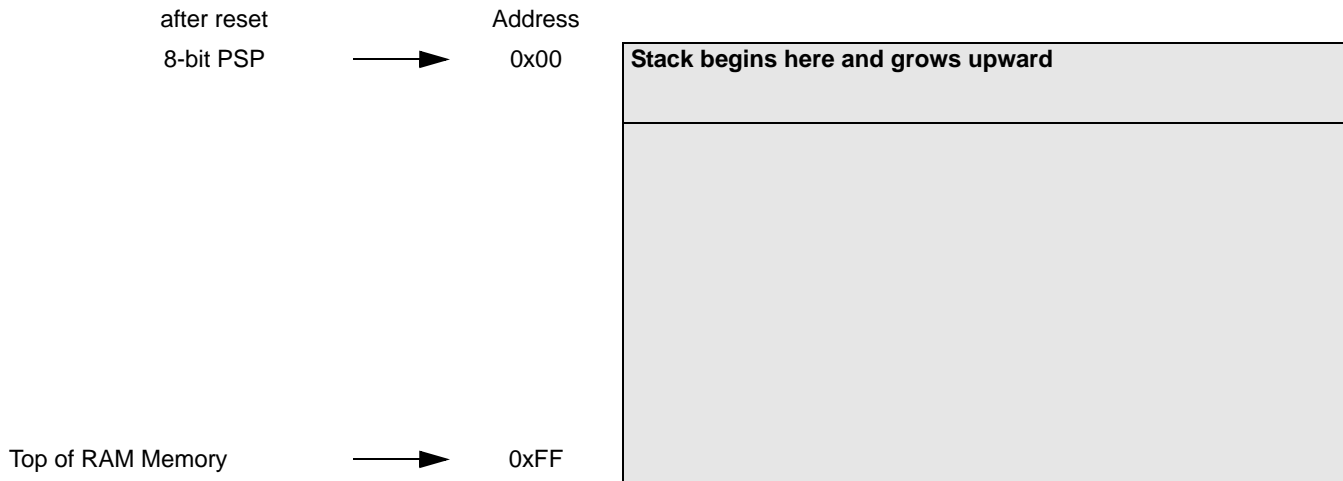 after reset Address
8-bit PSP 0x00 Stack begins here and grows upward
Top of RAM Memory 0xFF